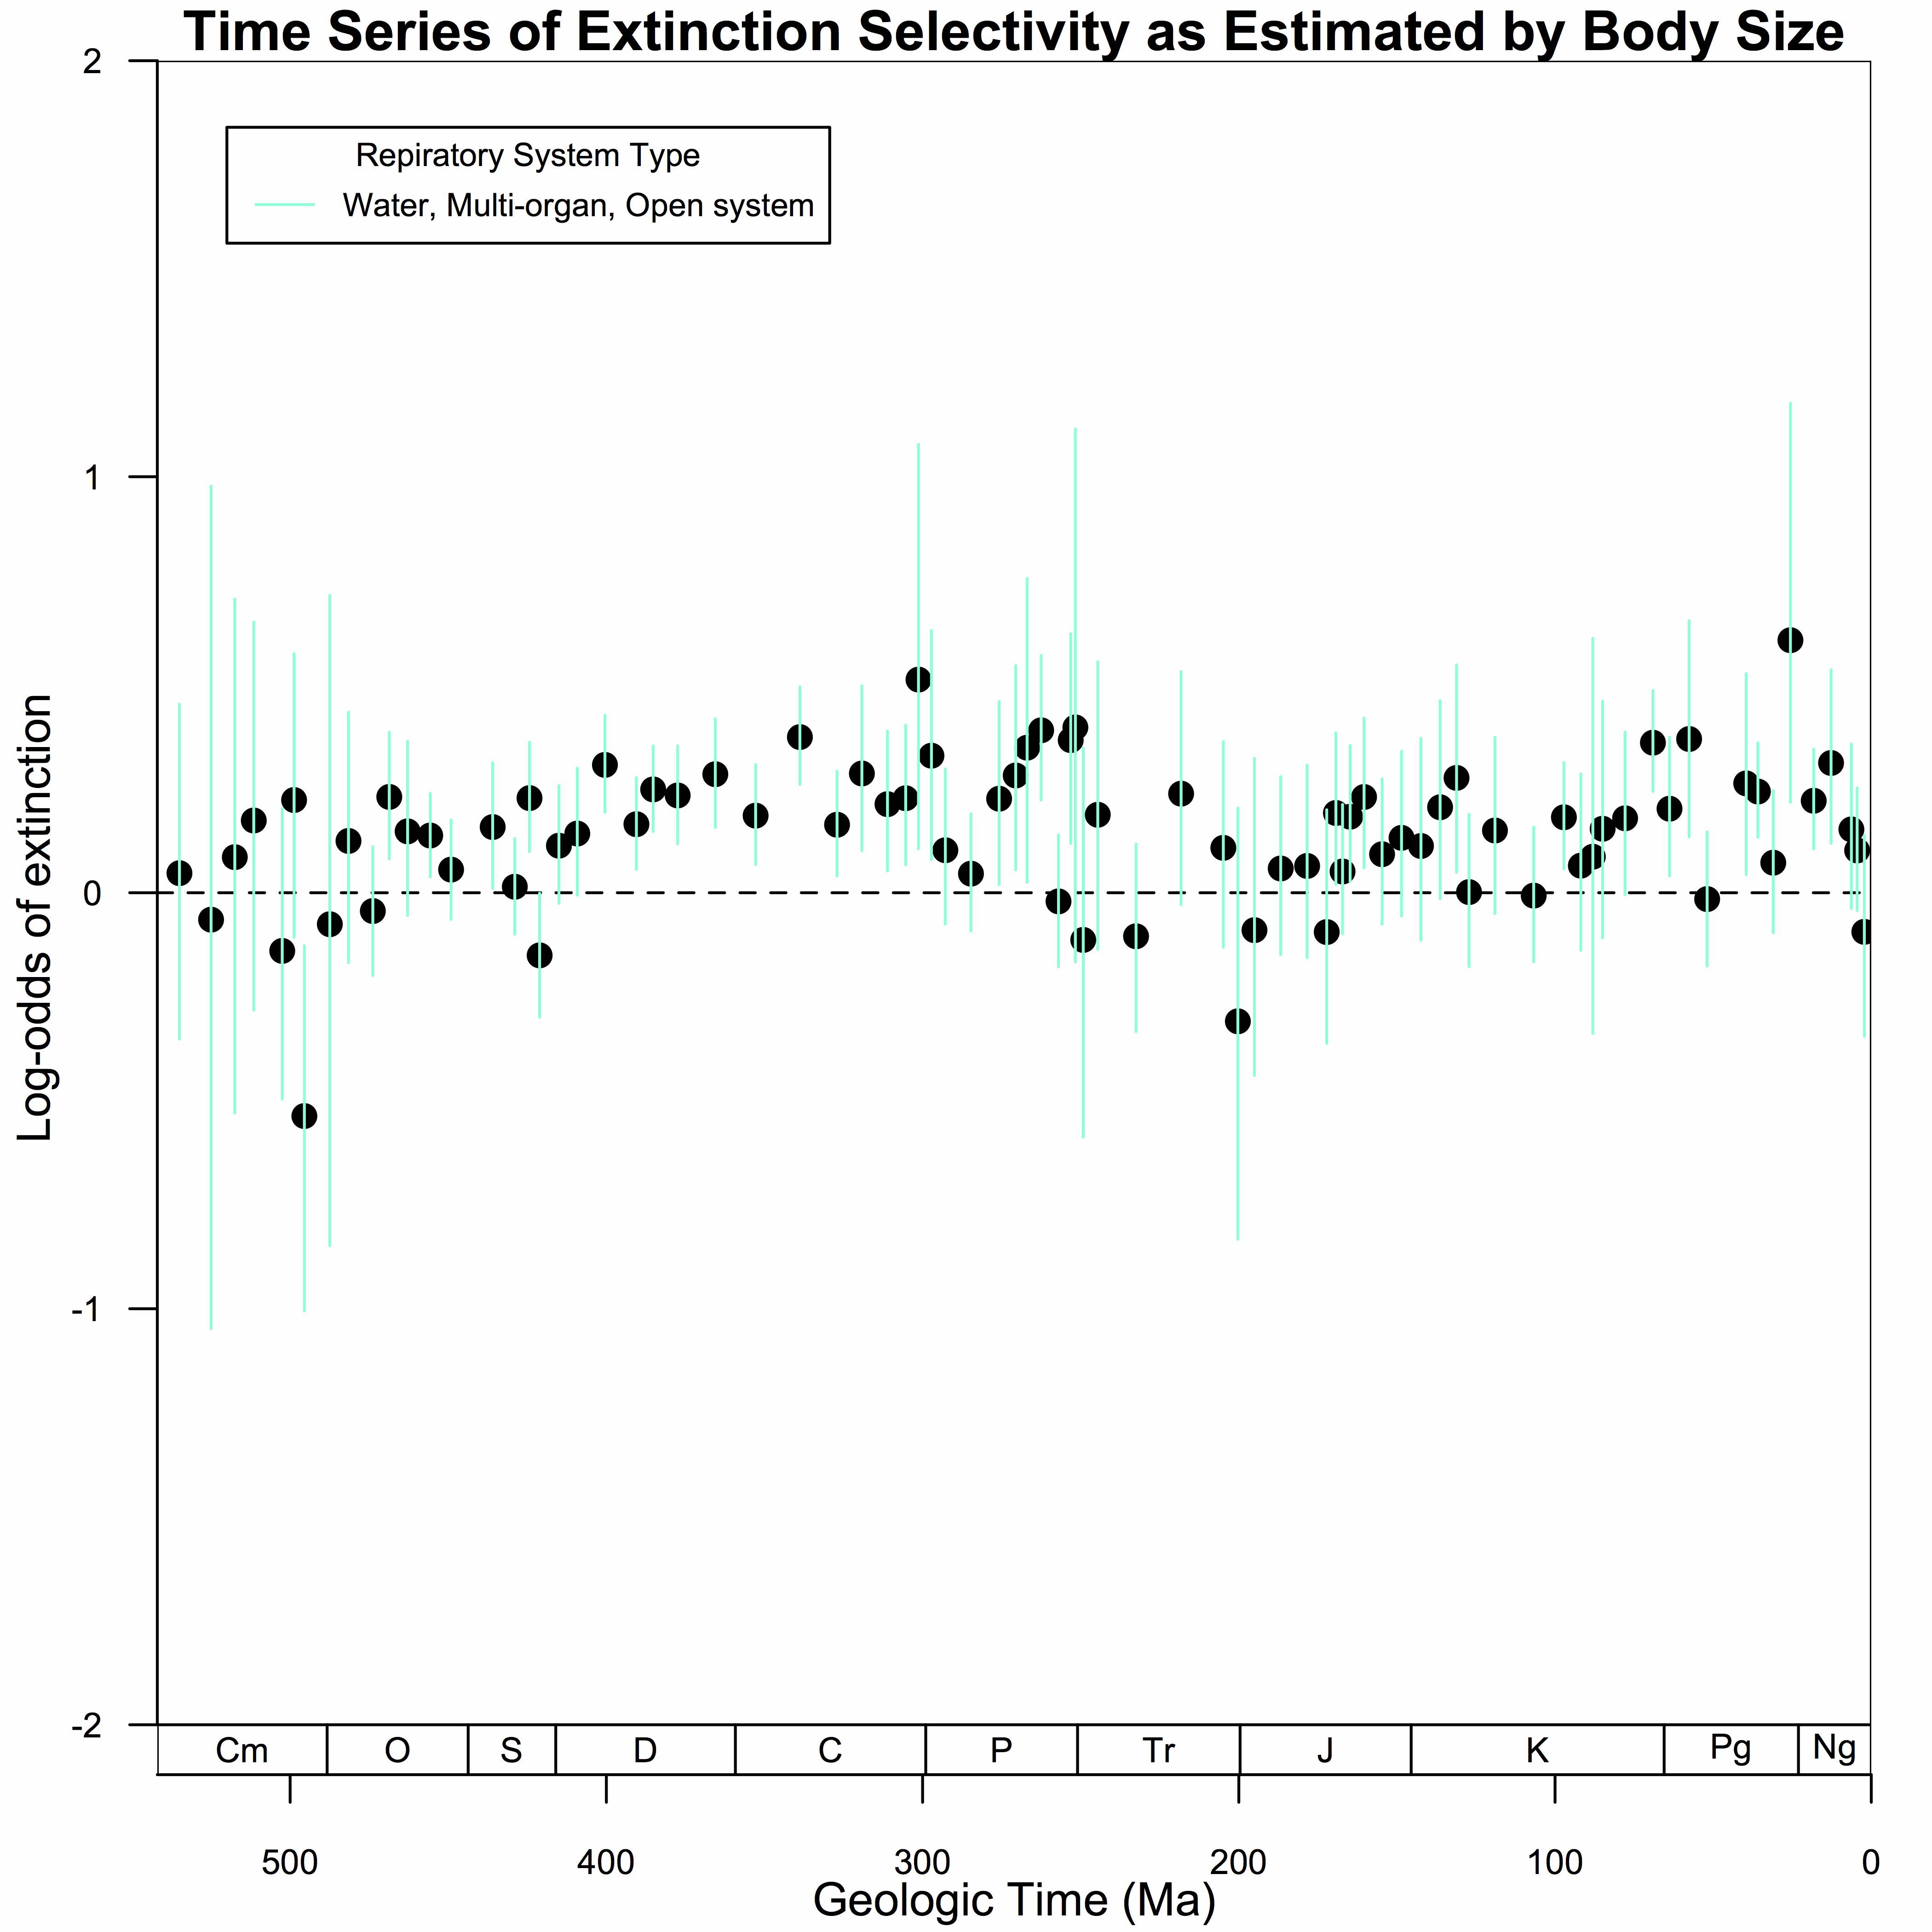 Time Series of Extinction Selectivity as Estimated by Body Size
2
Repiratory System Type
Water, Multi-organ, Open system
1
0
-1
-2
Log-odds of extinction
Cm O S D C P Tr J K Pg Ng
500 400 300 200 100 0
Geologic Time (Ma)